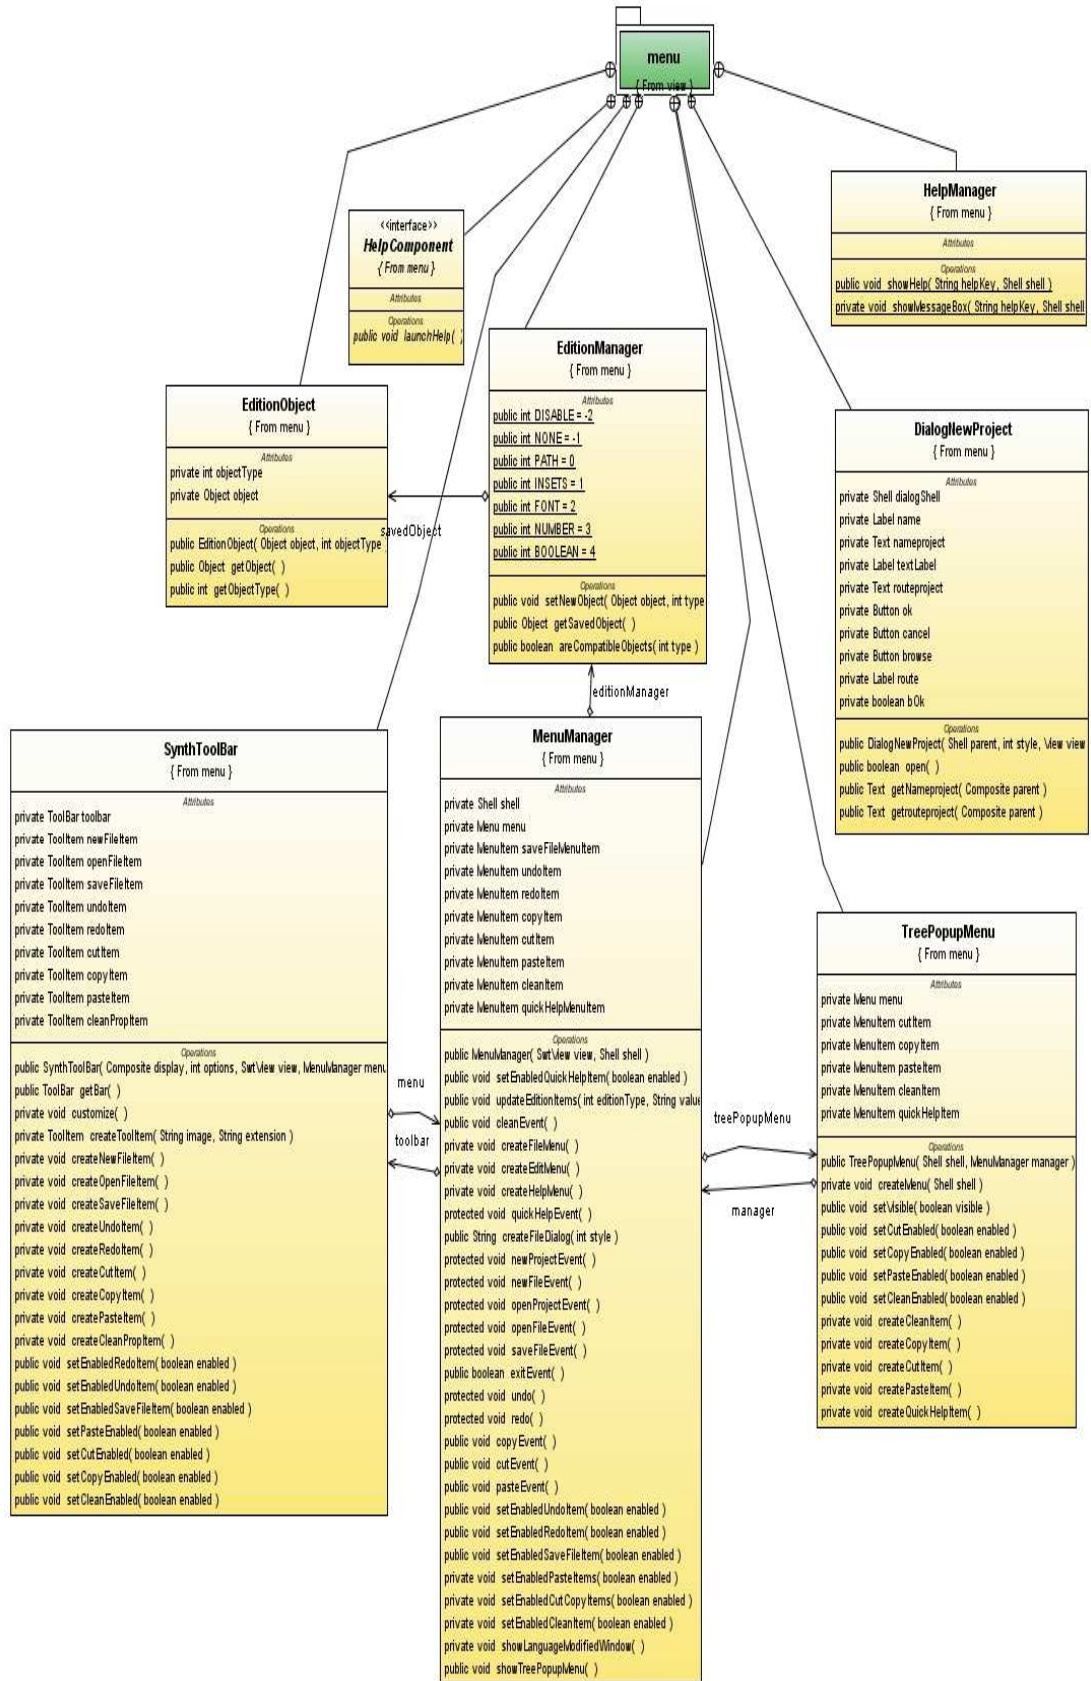 menu
{ From view }
HelpManager
{ From menu }
Attributes
Operations
public void showHelp( String helpKey, Shell shell )
private void showMessageBox( String helpKey, Shell shell
<<interface>>
HelpComponent
{ From menu }
Attributes
Operations
public void launchHelp( )
EditionManager
{ From menu }
Attributes
public int DISABLE = -2
public int NONE = -1
public int PATH = 0
public int INSETS = 1
public int FONT = 2
public int NUMBER = 3
public int BOOLEAN = 4
Operations
public void setNewObject( Object object, int type
public Object getSavedObject( )
public boolean areCompatibleObjects( int type )
EditionObject
{ From menu }
Attributes
private int objectType
private Object object
Operations
public EditionObject( Object object, int objectType
public Object getObject( )
public int getObjectType( )
savedObject
DialogNewProject
{ From menu }
Attributes
private Shell dialogShell
private Label name
private Text nameproject
private Label textLabel
private Text routeproject
private Button ok
private Button cancel
private Button browse
private Label route
private boolean bOk
Operations
public DialogNewProject( Shell parent, int style, View view
public boolean open( )
public Text getNameproject( Composite parent )
public Text getrouteproject( Composite parent )
editionManager
SynthToolBar
{ From menu }
Attributes
private ToolBar toolbar
private ToolItem newFileItem
private ToolItem openFileItem
private ToolItem saveFileItem
private ToolItem undoItem
private ToolItem redoItem
private ToolItem cutItem
private ToolItem copyItem
private ToolItem pasteItem
private ToolItem cleanPropItem
Operations
public SynthToolBar( Composite display, int options, SwtView view, MenuManager menu
public ToolBar getBar( )
private void customize( )
private ToolItem createToolItem( String image, String extension )
private void createNewFileItem( )
private void createOpenFileItem( )
private void createSaveFileItem( )
private void createUndoItem( )
private void createRedoItem( )
private void createCutItem( )
private void createCopyItem( )
private void createPasteItem( )
private void createCleanPropItem( )
public void setEnabledRedoItem( boolean enabled )
public void setEnabledUndoItem( boolean enabled )
public void setEnabledSaveFileItem( boolean enabled )
public void setPasteEnabled( boolean enabled )
public void setCutEnabled( boolean enabled )
public void setCopyEnabled( boolean enabled )
public void setCleanEnabled( boolean enabled )
menu
toolbar
MenuManager
{ From menu }
Attributes
private Shell shell
private Menu menu
private MenuItem saveFileMenuItem
private MenuItem undoItem
private MenuItem redoItem
private MenuItem copyItem
private MenuItem cutItem
private MenuItem pasteItem
private MenuItem cleanItem
private MenuItem quickHelpMenuItem
Operations
public MenuManager( SwtView view, Shell shell )
public void setEnabledQuickHelpItem( boolean enabled )
public void updateEditionItems( int editionType, String value
public void cleanEvent( )
private void createFileMenu( )
private void createEditMenu( )
private void createHelpMenu( )
protected void quickHelpEvent( )
public String createFileDialog( int style )
protected void newProjectEvent( )
protected void newFileEvent( )
protected void openProjectEvent( )
protected void openFileEvent( )
protected void saveFileEvent( )
public boolean exitEvent( )
protected void undo( )
protected void redo( )
public void copyEvent( )
public void cutEvent( )
public void pasteEvent( )
public void setEnabledUndoItem( boolean enabled )
public void setEnabledRedoItem( boolean enabled )
public void setEnabledSaveFileItem( boolean enabled )
private void setEnabledPasteItems( boolean enabled )
private void setEnabledCutCopyItems( boolean enabled )
private void setEnabledCleanItem( boolean enabled )
private void showLanguageModifiedWindow( )
public void showTreePopupMenu( )
treePopupMenu
manager
TreePopupMenu
{ From menu }
Attributes
private Menu menu
private MenuItem cutItem
private MenuItem copyItem
private MenuItem pasteItem
private MenuItem cleanItem
private MenuItem quickHelpItem
Operations
public TreePopupMenu( Shell shell, MenuManager manager )
private void createMenu( Shell shell )
public void setVisible( boolean visible )
public void setCutEnabled( boolean enabled )
public void setCopyEnabled( boolean enabled )
public void setPasteEnabled( boolean enabled )
public void setCleanEnabled( boolean enabled )
private void createCleanItem( )
private void createCopyItem( )
private void createCutItem( )
private void createPasteItem( )
private void createQuickHelpItem( )